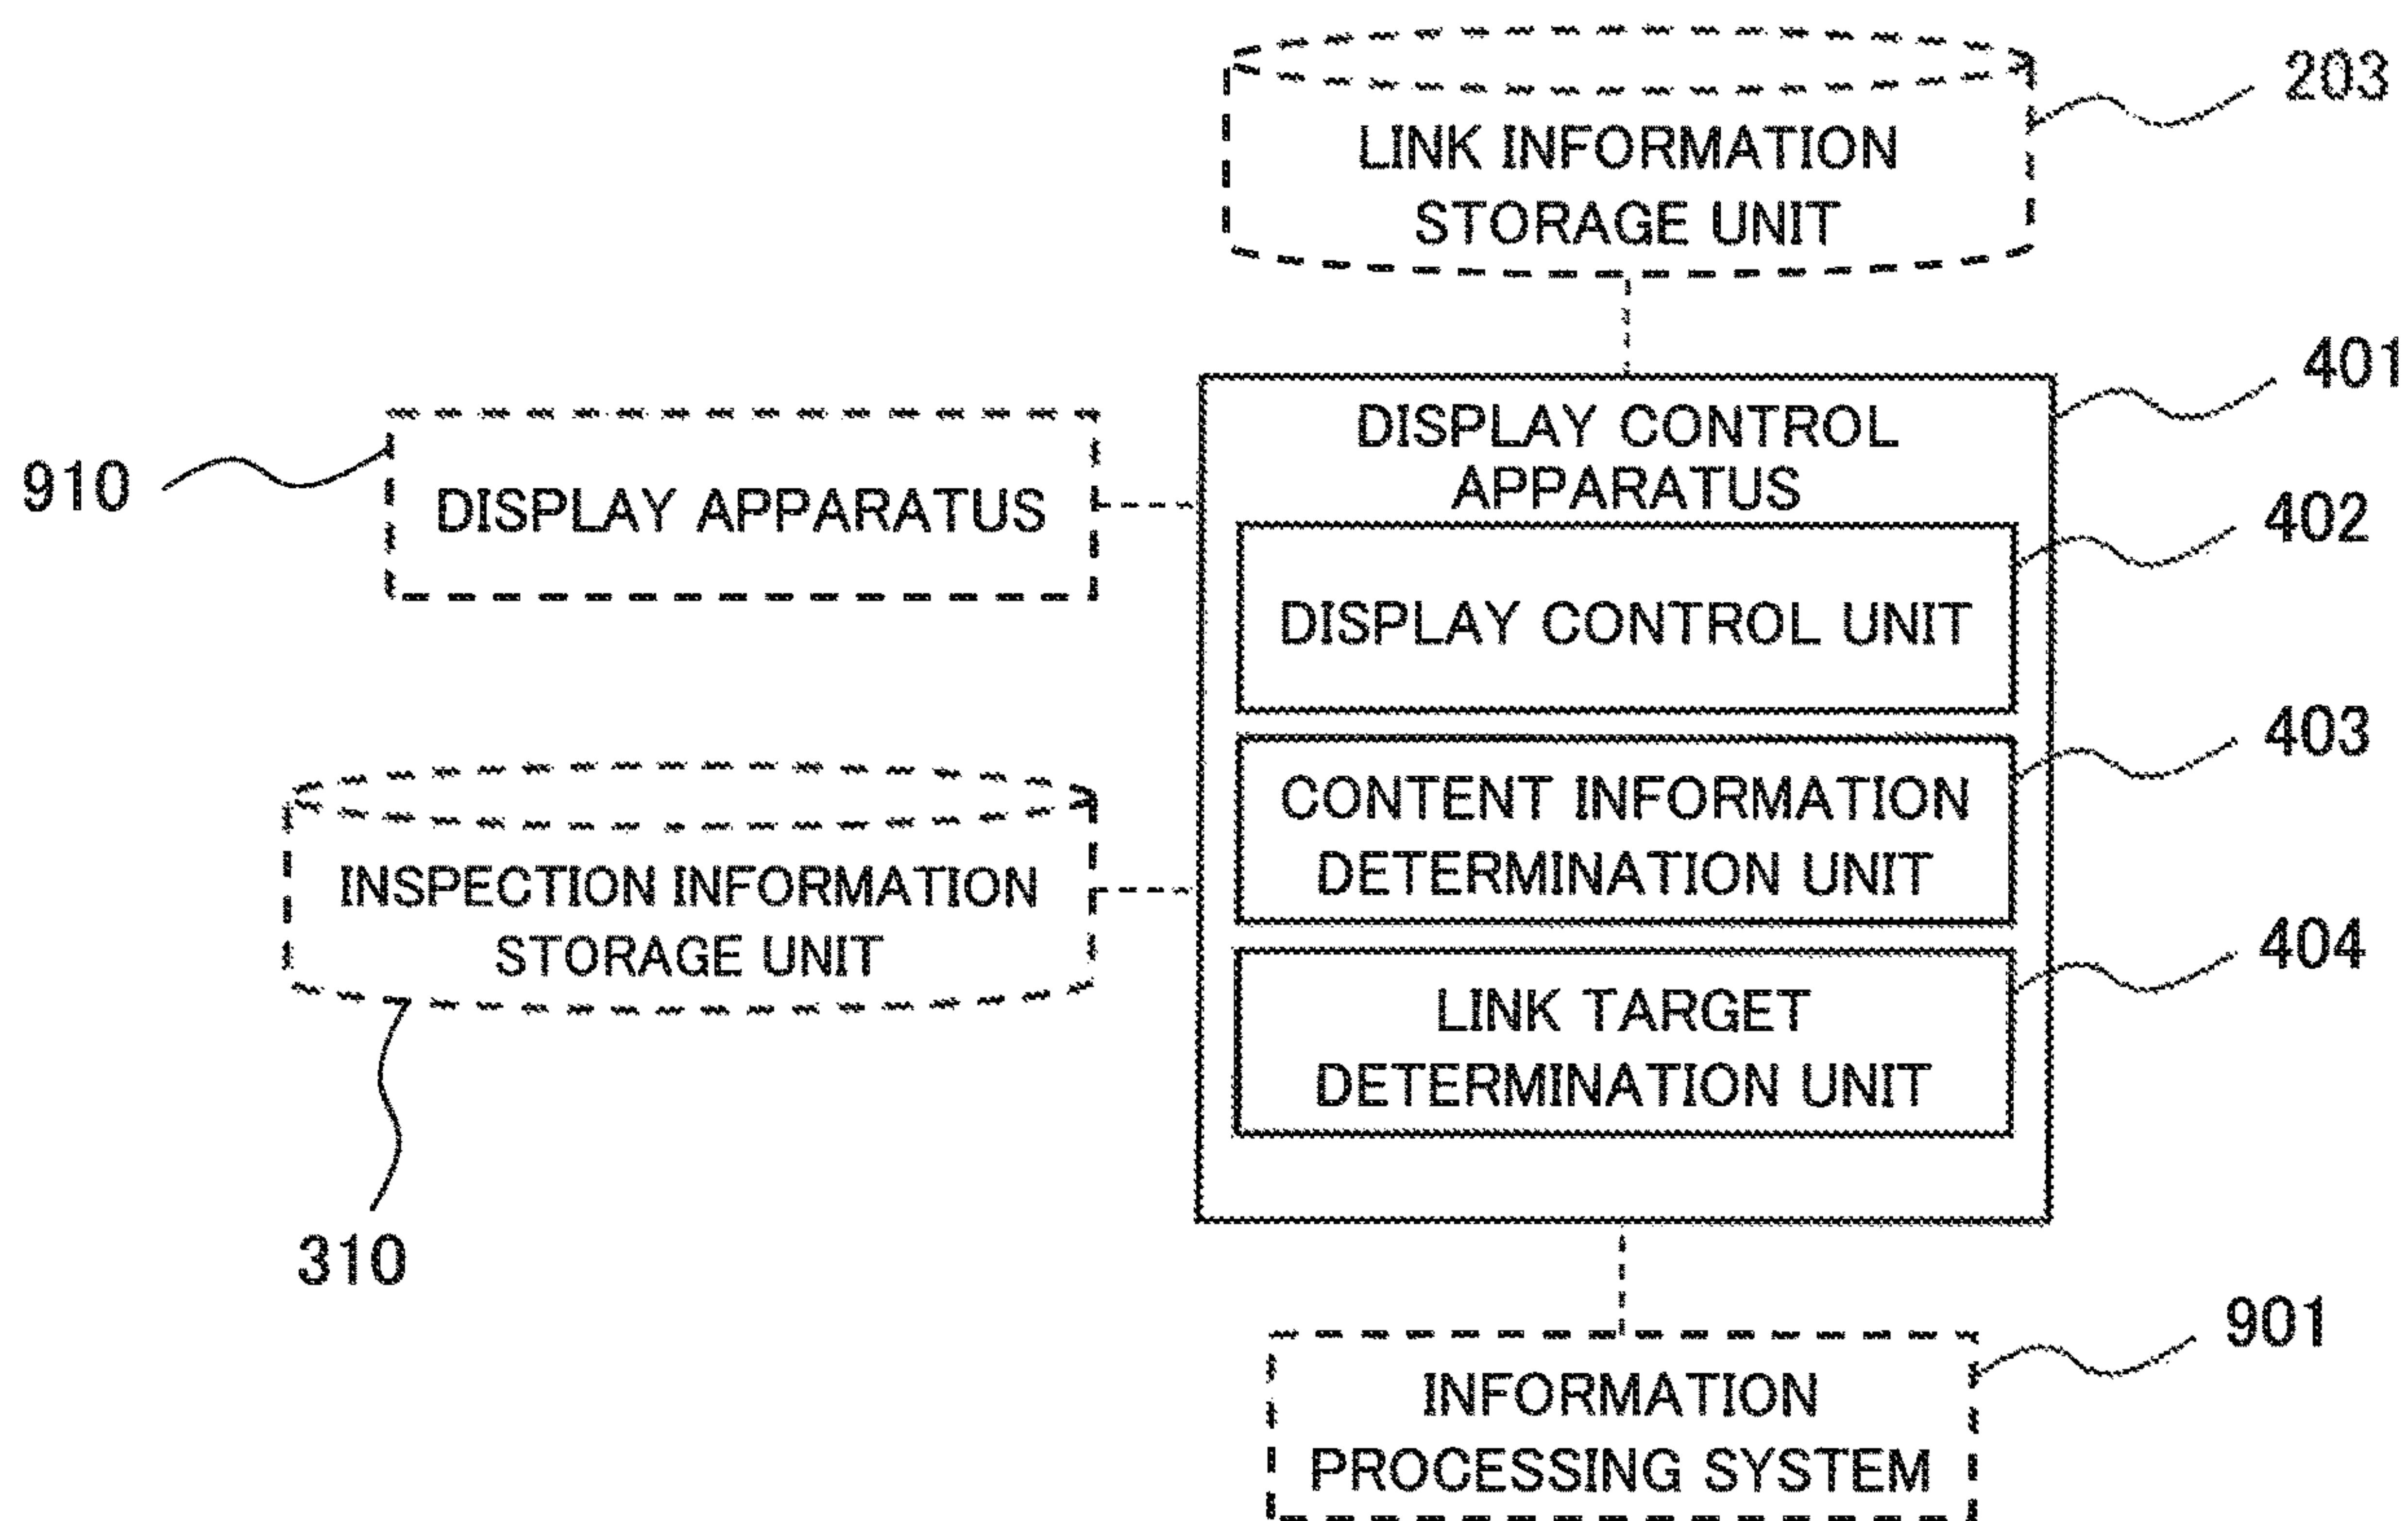 203
LINK INFORMATION
STORAGE UNIT
401
DISPLAY CONTROL
APPARATUS
910
DISPLAY APPARATUS
402
DISPLAY CONTROL UNIT
403
CONTENT INFORMATION
DETERMINATION UNIT
INSPECTION INFORMATION
STORAGE UNIT
404
LINK TARGET
DETERMINATION UNIT
310
901
INFORMATION
PROCESSING SYSTEM